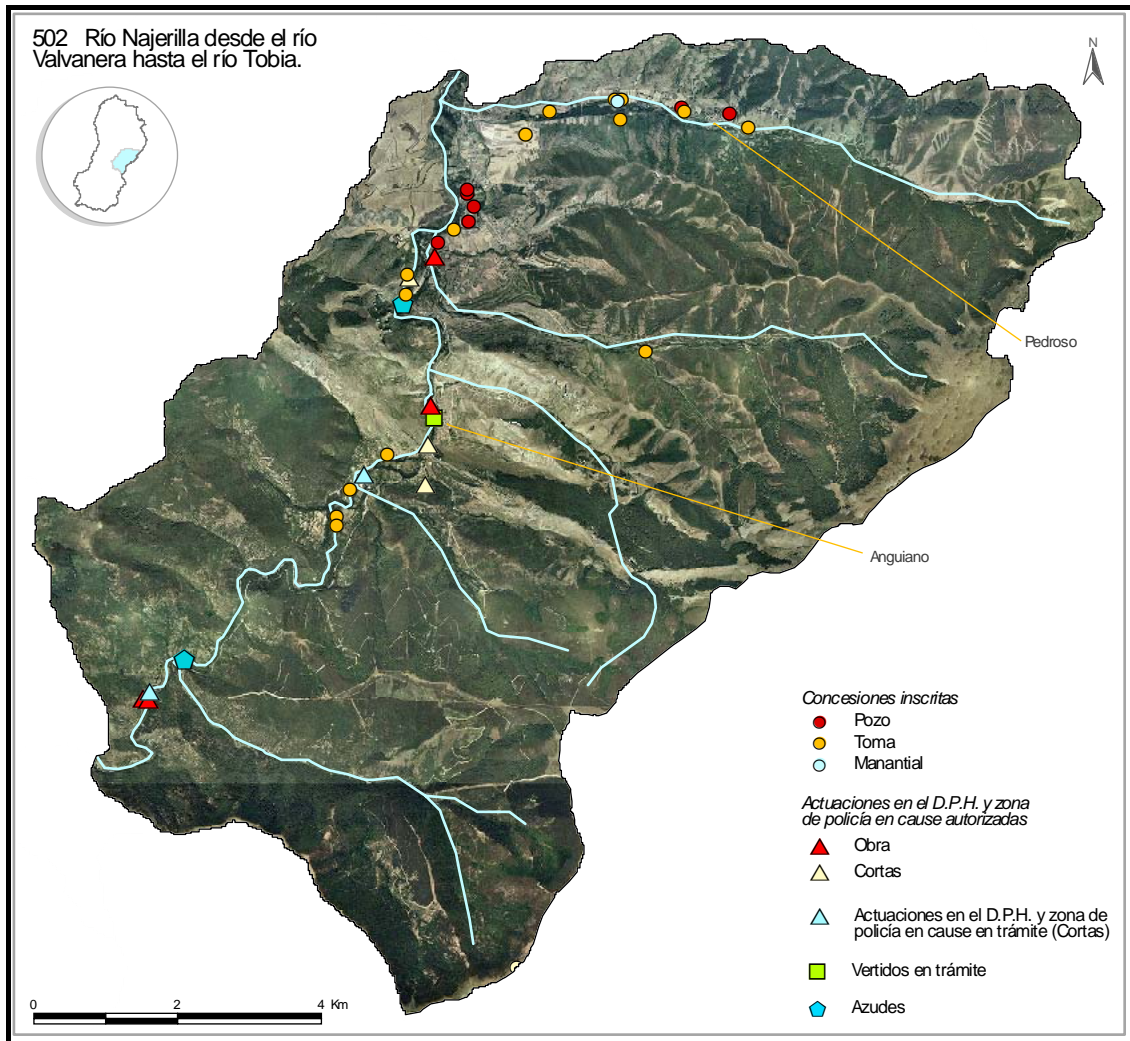 502 Río Najerilla desde el río
Valvanera hasta el río Tobia.
N
Pedroso
Anguiano
Concesiones inscritas
Pozo
Toma
Manantial
Actuaciones en el D.P.H. y zona
de policía en cause autorizadas
Obra
Cortas
Actuaciones en el D.P.H. y zona de
policía en cause en trámite (Cortas)
Vertidos en trámite
Azudes
0 2 4 Km